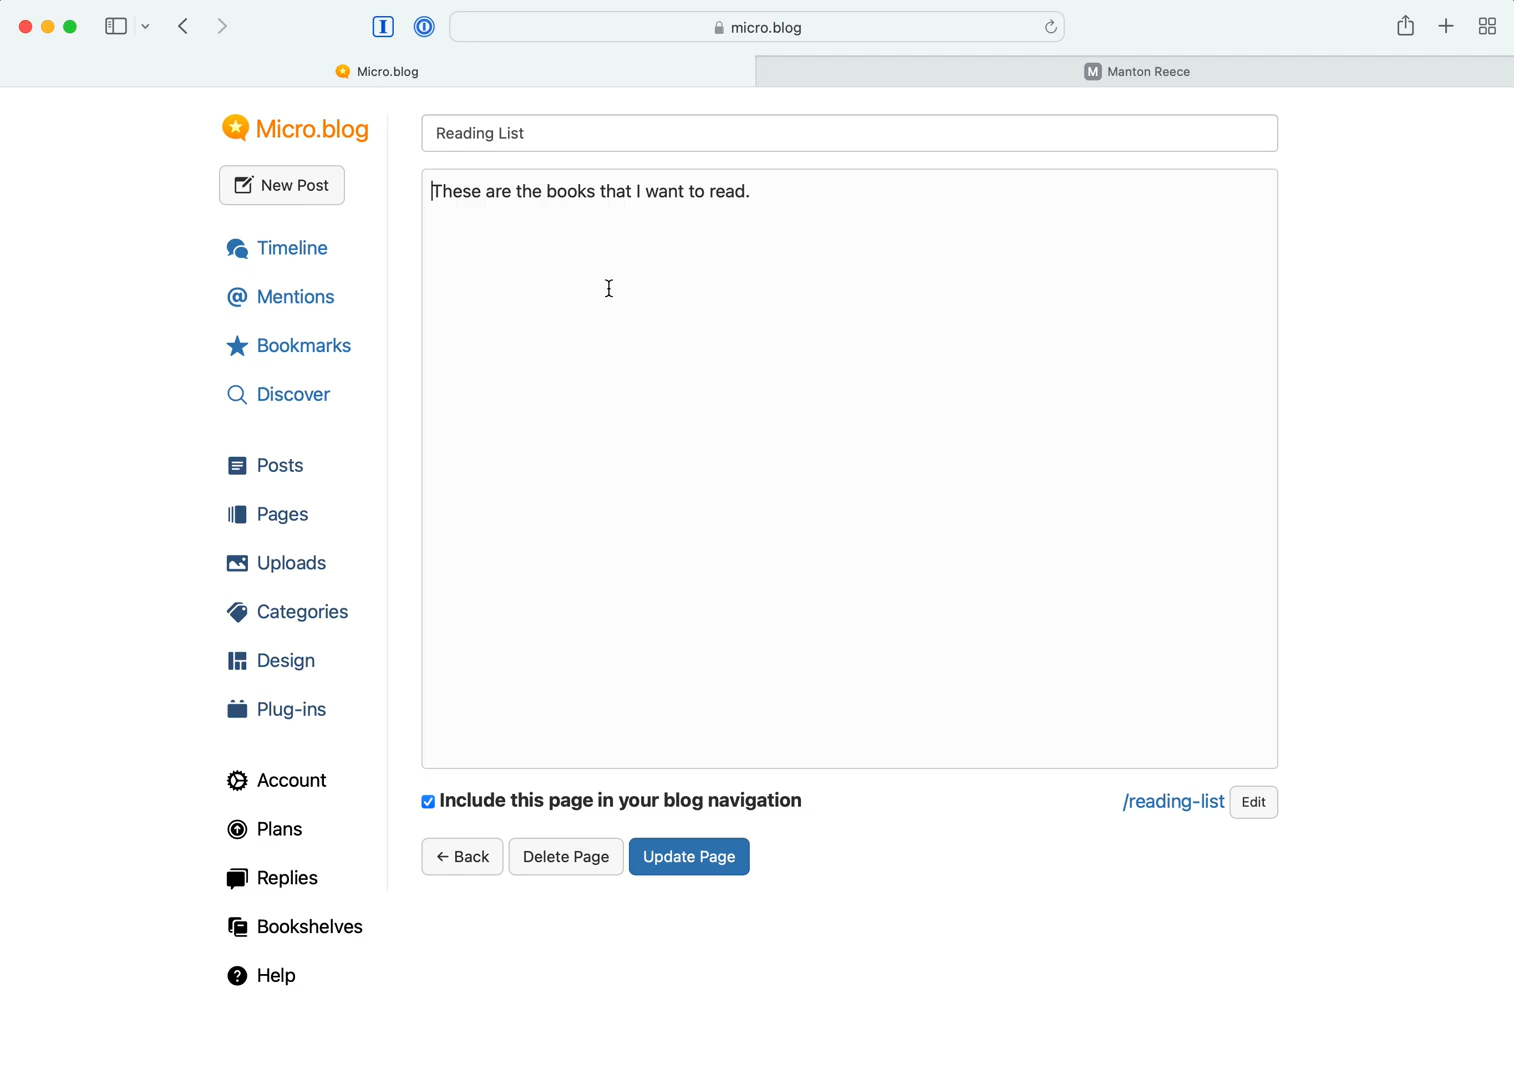 micro.blog
Micro.blog
M Manton Reece
Micro.blog
Reading List
New Post
These are the books that I want to read.
Timeline
Mentions
Bookmarks
Discover
Posts
Pages
Uploads
Categories
Design
Plug-ins
Account
Include this page in your blog navigation
/reading-list Edit
Plans
← Back Delete Page Update Page
Replies
Bookshelves
Help